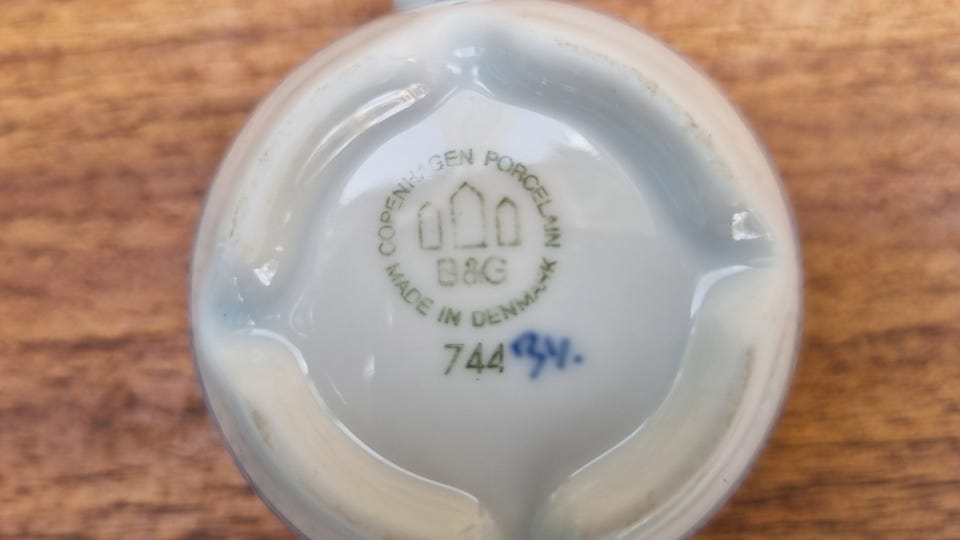 COPENHAGEN PORCELAIN
B&G
MADE IN DENMARK
744